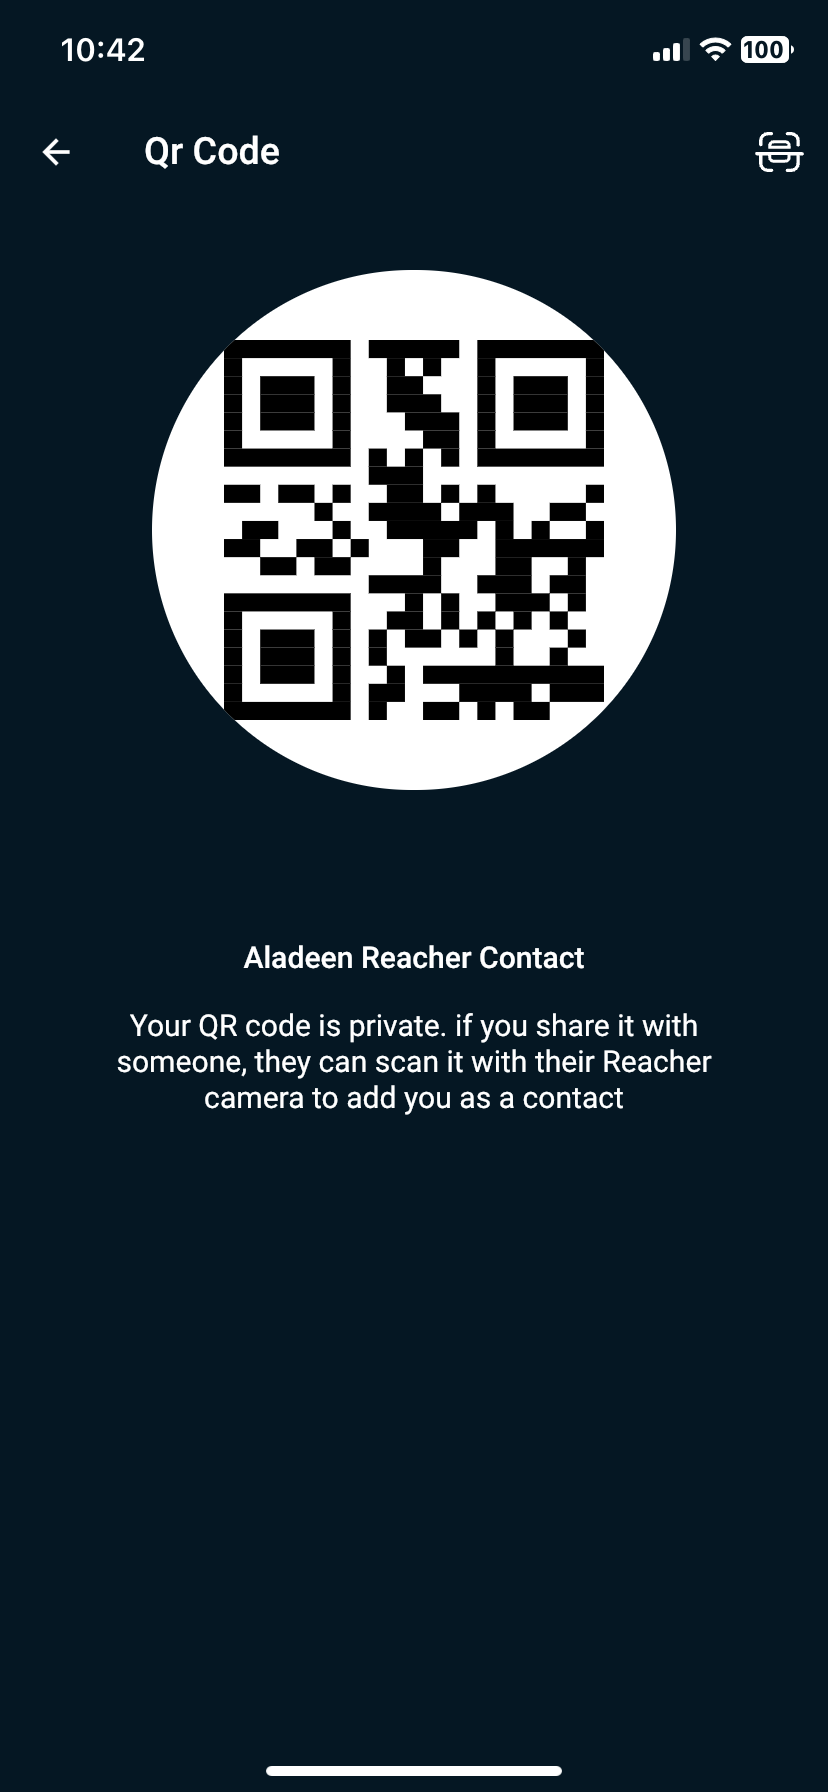 10:42
100
Qr Code
Aladeen Reacher Contact
Your QR code is private. if you share it with
someone, they can scan it with their Reacher
camera to add you as a contact